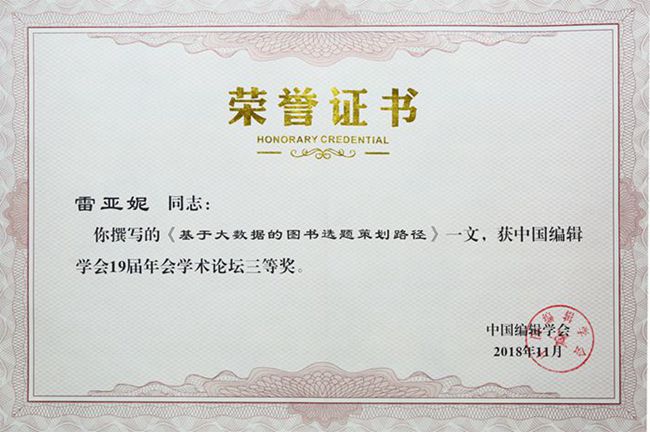 荣誉证书
HONORARY CREDENTIAL
雷亚妮 同志：
你撰写的《基于大数据的图书选题策划路径》一文，获中国编辑
学会19届年会学术论坛三等奖。
中国编辑学会
2018年11月